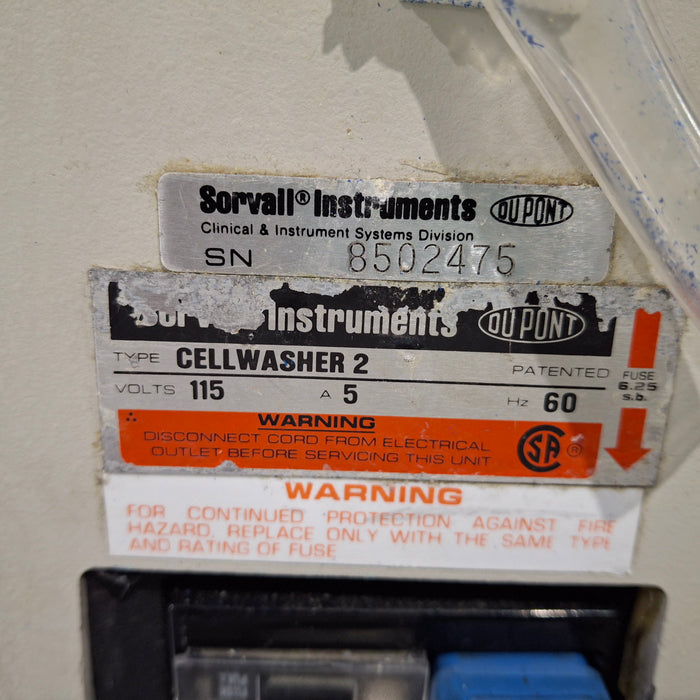 Sorvall® Instruments DU PONT
Clinical & Instrument Systems Division
SN 8502475
Sorvall Instruments DU PONT
TYPE CELLWASHER 2 PATENTED
VOLTS 115 A 5 Hz 60
FUSE
6.25
s.b.
WARNING
DISCONNECT CORD FROM ELECTRICAL
OUTLET BEFORE SERVICING THIS UNIT
SA ®
WARNING
FOR CONTINUED PROTECTION AGAINST FIRE
HAZARD, REPLACE ONLY WITH THE SAME TYPE
AND RATING OF FUSE